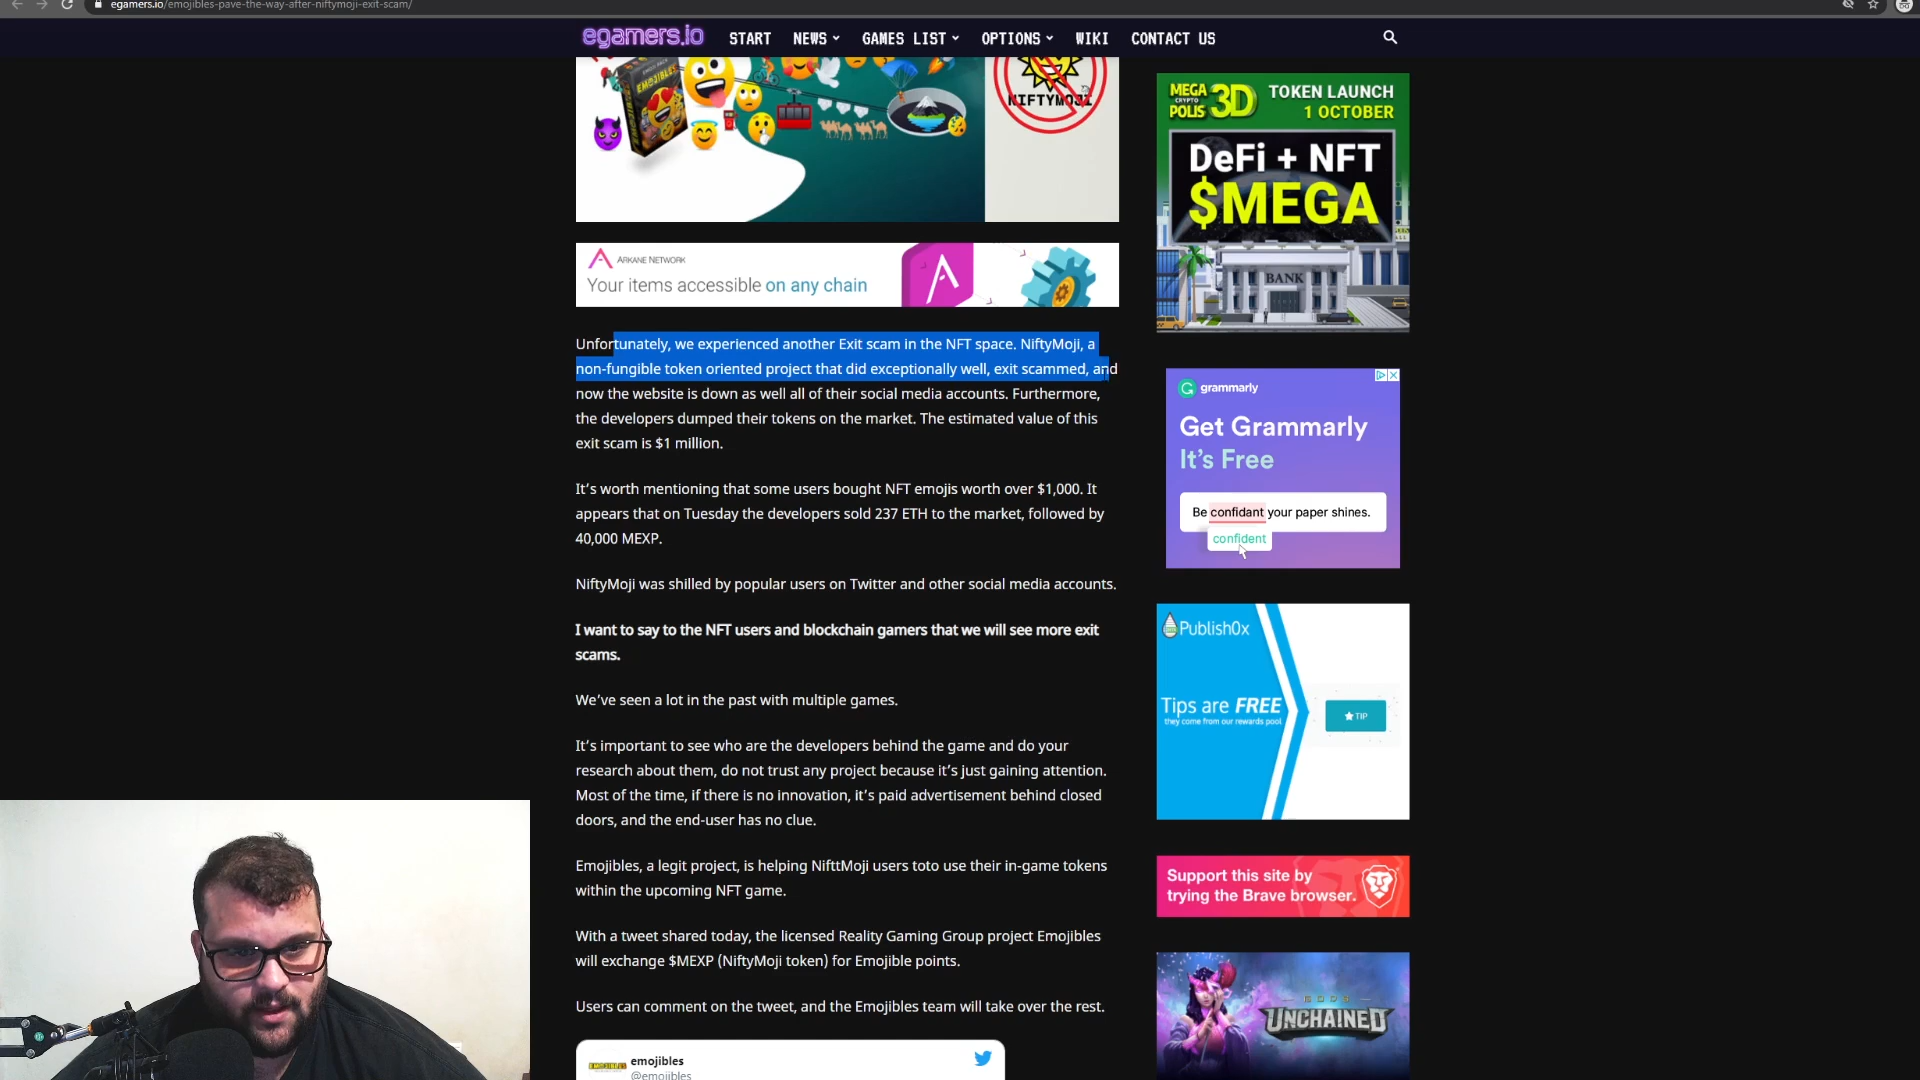 egamers.io/emojibles-pave-the-way-after-niftymoji-exit-scam/
egamers.io
START
NEWS
GAMES LIST
OPTIONS
WIKI
CONTACT US
EMOJIBLES
NIFTYMOJI
ARKANE NETWORK
Your items accessible on any chain
Unfortunately, we experienced another Exit scam in the NFT space. NiftyMoji, a
non-fungible token oriented project that did exceptionally well, exit scammed, and
now the website is down as well all of their social media accounts. Furthermore,
the developers dumped their tokens on the market. The estimated value of this
exit scam is $1 million.
It's worth mentioning that some users bought NFT emojis worth over $1,000. It
appears that on Tuesday the developers sold 237 ETH to the market, followed by
40,000 MEXP.
NiftyMoji was shilled by popular users on Twitter and other social media accounts.
I want to say to the NFT users and blockchain gamers that we will see more exit
scams.
We've seen a lot in the past with multiple games.
It's important to see who are the developers behind the game and do your
research about them, do not trust any project because it's just gaining attention.
Most of the time, if there is no innovation, it's paid advertisement behind closed
doors, and the end-user has no clue.
Emojibles, a legit project, is helping NifttMoji users toto use their in-game tokens
within the upcoming NFT game.
With a tweet shared today, the licensed Reality Gaming Group project Emojibles
will exchange $MEXP (NiftyMoji token) for Emojible points.
Users can comment on the tweet, and the Emojibles team will take over the rest.
EMOJIBLES
emojibles
@emojibles
MEGA
CRYPTO
POLIS
3D
TOKEN LAUNCH
1 OCTOBER
DeFi + NFT
$MEGA
BANK
grammarly
Get Grammarly
It's Free
Be confidant your paper shines.
confident
Publish0x
Tips are FREE
they come from our rewards pool
TIP
Support this site by
trying the Brave browser.
GODS
UNCHAINED